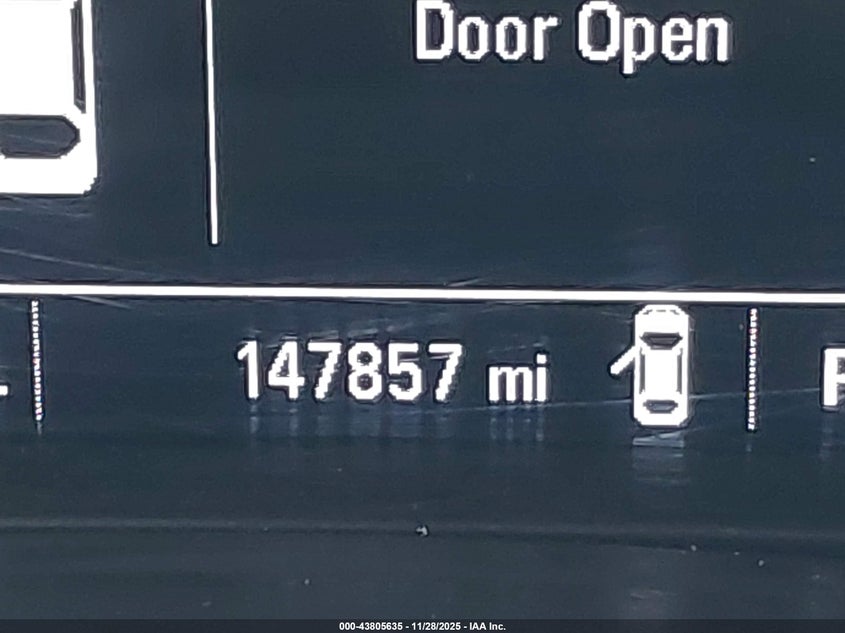 Door Open
147857 mi
000-43805635 - 11/28/2025 - IAA Inc.